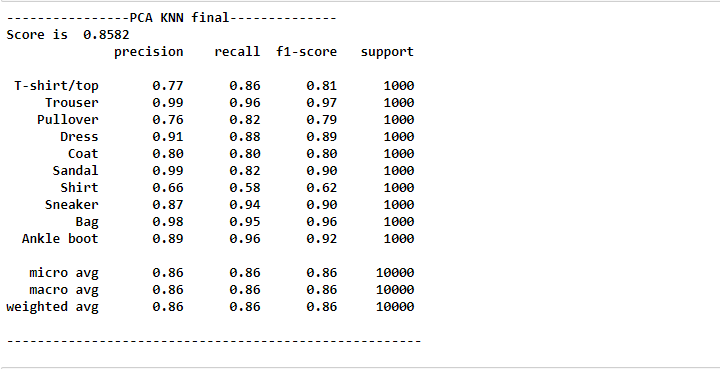 ----------------PCA KNN final--------------
Score is  0.8582
              precision    recall  f1-score   support

 T-shirt/top       0.77      0.86      0.81      1000
     Trouser       0.99      0.96      0.97      1000
    Pullover       0.76      0.82      0.79      1000
       Dress       0.91      0.88      0.89      1000
        Coat       0.80      0.80      0.80      1000
      Sandal       0.99      0.82      0.90      1000
       Shirt       0.66      0.58      0.62      1000
     Sneaker       0.87      0.94      0.90      1000
         Bag       0.98      0.95      0.96      1000
  Ankle boot       0.89      0.96      0.92      1000

   micro avg       0.86      0.86      0.86     10000
   macro avg       0.86      0.86      0.86     10000
weighted avg       0.86      0.86      0.86     10000

------------------------------------------------------